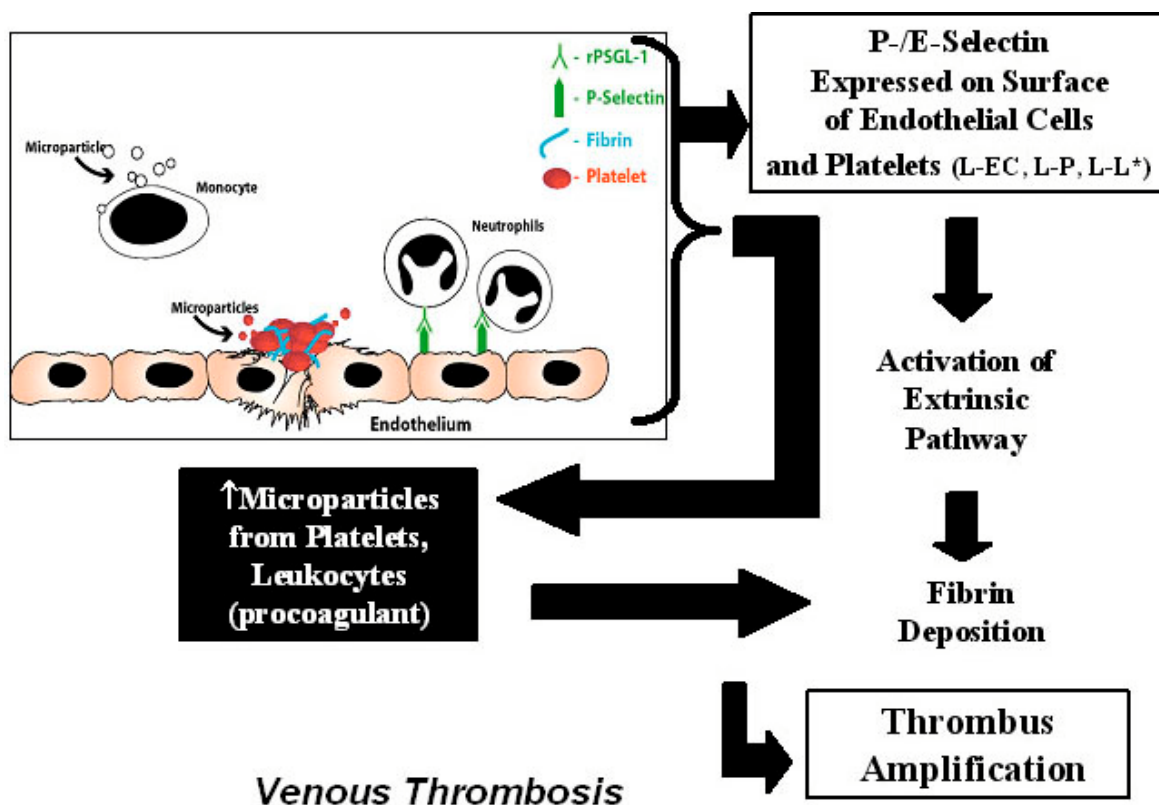 - rPSGL-1
- P-Selectin
- Fibrin
- Platelet
Microparticle
Monocyte
Neutrophils
Microparticles
Endothelium
P-/E-Selectin
Expressed on Surface
of Endothelial Cells
and Platelets (L-EC, L-P, L-L*)
Activation of
Extrinsic
Pathway
↑Microparticles
from Platelets,
Leukocytes
(procoagulant)
Fibrin
Deposition
Thrombus
Amplification
Venous Thrombosis